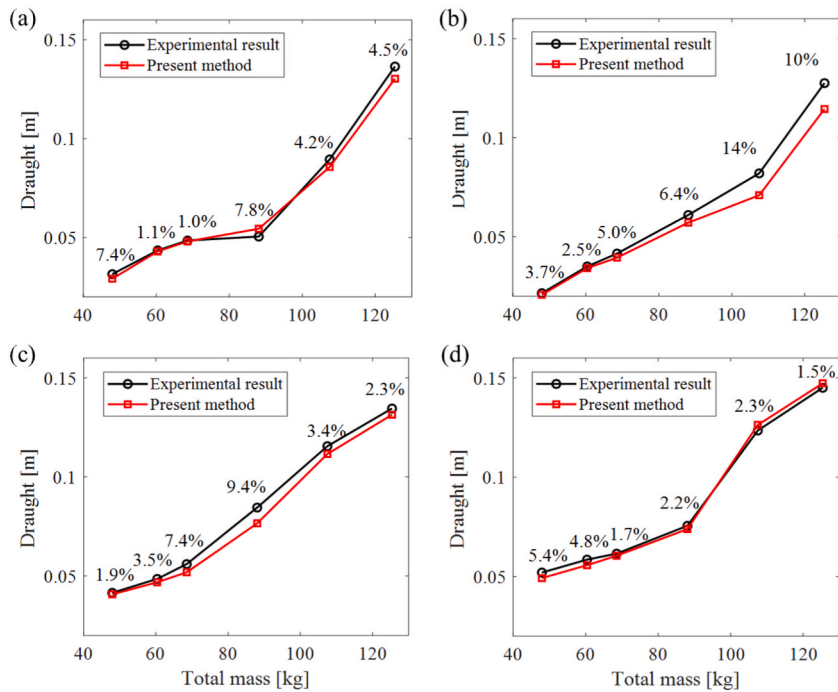 (a)
0.15
0.1
0.05
Draught [m]
Experimental result
Present method
7.4%
1.1%
1.0%
7.8%
4.2%
4.5%
40 60 80 100 120
(b)
0.15
0.1
0.05
Draught [m]
Experimental result
Present method
3.7%
2.5%
5.0%
6.4%
14%
10%
40 60 80 100 120
(c)
0.15
0.1
0.05
Draught [m]
Experimental result
Present method
1.9%
3.5%
7.4%
9.4%
3.4%
2.3%
40 60 80 100 120
Total mass [kg]
(d)
0.15
0.1
0.05
Draught [m]
Experimental result
Present method
5.4%
4.8%
1.7%
2.2%
2.3%
1.5%
40 60 80 100 120
Total mass [kg]